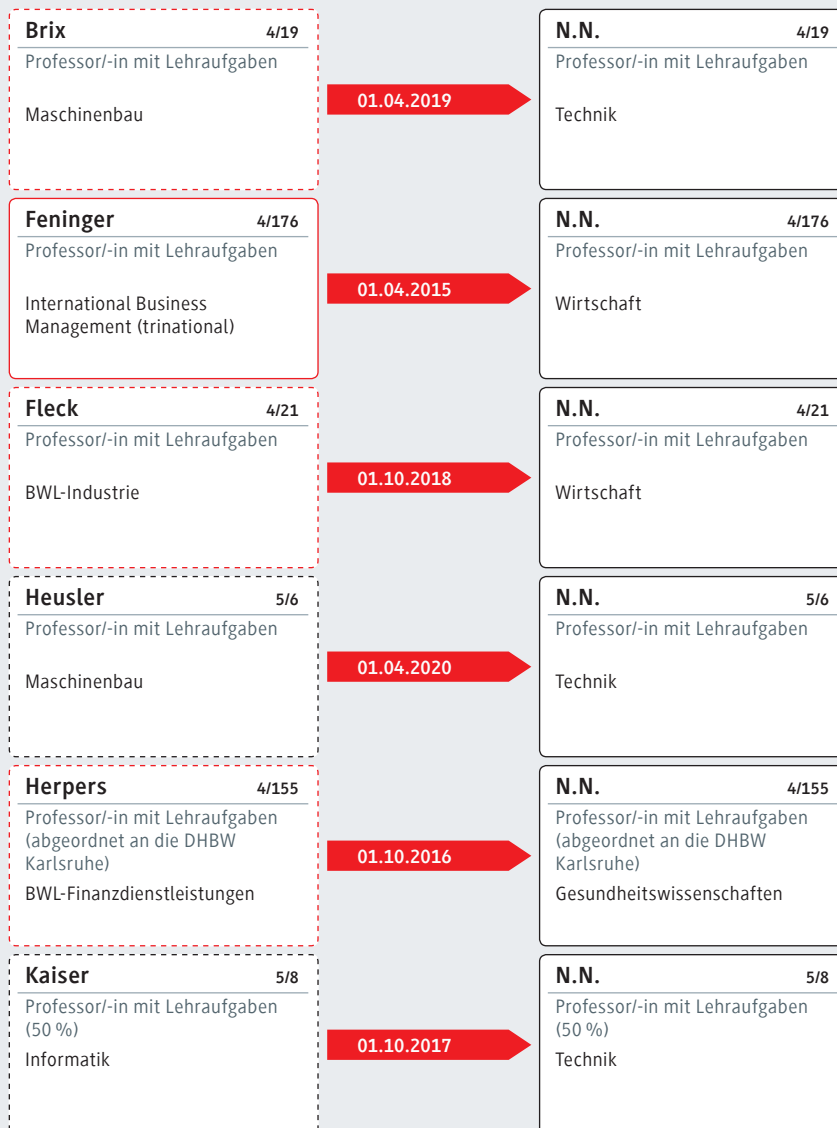 Brix 4/19
Professor/-in mit Lehraufgaben
Maschinenbau
01.04.2019
N.N. 4/19
Professor/-in mit Lehraufgaben
Technik
Feninger 4/176
Professor/-in mit Lehraufgaben
International Business
Management (trinational)
01.04.2015
N.N. 4/176
Professor/-in mit Lehraufgaben
Wirtschaft
Fleck 4/21
Professor/-in mit Lehraufgaben
BWL-Industrie
01.10.2018
N.N. 4/21
Professor/-in mit Lehraufgaben
Wirtschaft
Heusler 5/6
Professor/-in mit Lehraufgaben
Maschinenbau
01.04.2020
N.N. 5/6
Professor/-in mit Lehraufgaben
Technik
Herpers 4/155
Professor/-in mit Lehraufgaben
(abgeordnet an die DHBW
Karlsruhe)
BWL-Finanzdienstleistungen
01.10.2016
N.N. 4/155
Professor/-in mit Lehraufgaben
(abgeordnet an die DHBW
Karlsruhe)
Gesundheitswissenschaften
Kaiser 5/8
Professor/-in mit Lehraufgaben
(50 %)
Informatik
01.10.2017
N.N. 5/8
Professor/-in mit Lehraufgaben
(50 %)
Technik